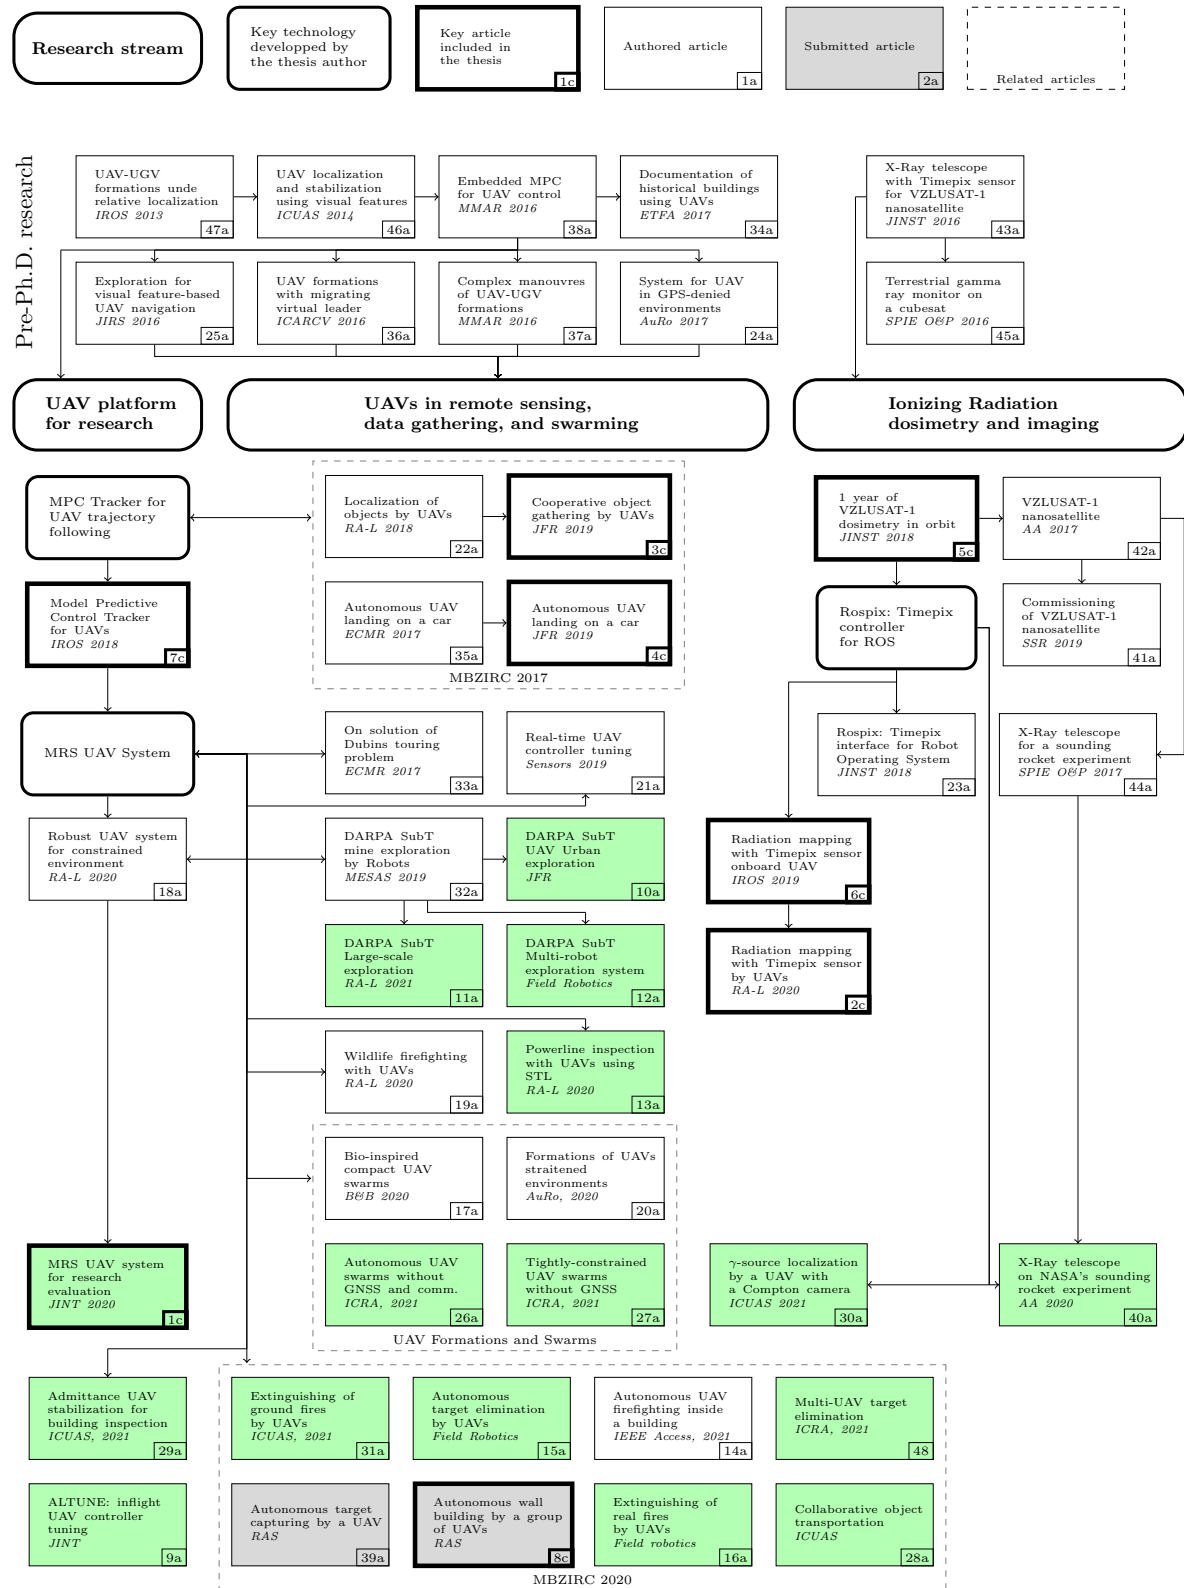 Research stream
Key technology
developped by
the thesis author
Key article
included in
the thesis
1c
Authored article
1a
Submitted article
2a
Related articles
Pre-Ph.D. research
UAV-UGV
formations unde
relative localization
IROS 2013
47a
UAV localization
and stabilization
using visual features
ICUAS 2014
46a
Embedded MPC
for UAV control
MMAR 2016
38a
Documentation of
historical buildings
using UAVs
ETFA 2017
34a
X-Ray telescope
with Timepix sensor
for VZLUSAT-1
nanosatellite
JINST 2016
43a
Exploration for
visual feature-based
UAV navigation
JIRS 2016
25a
UAV formations
with migrating
virtual leader
ICARCV 2016
36a
Complex manouvres
of UAV-UGV
formations
MMAR 2016
37a
System for UAV
in GPS-denied
environments
AuRo 2017
24a
Terrestrial gamma
ray monitor on
a cubesat
SPIE O&P 2016
45a
UAV platform
for research
UAVs in remote sensing,
data gathering, and swarming
Ionizing Radiation
dosimetry and imaging
MPC Tracker for
UAV trajectory
following
Localization of
objects by UAVs
RA-L 2018
22a
Cooperative object
gathering by UAVs
JFR 2019
3c
1 year of
VZLUSAT-1
dosimetry in orbit
JINST 2018
5c
VZLUSAT-1
nanosatellite
AA 2017
42a
Model Predictive
Control Tracker
for UAVs
IROS 2018
7c
Autonomous UAV
landing on a car
ECMR 2017
35a
Autonomous UAV
landing on a car
JFR 2019
4c
MBZIRC 2017
Rospix: Timepix
controller
for ROS
Commissioning
of VZLUSAT-1
nanosatellite
SSR 2019
41a
MRS UAV System
On solution of
Dubins touring
problem
ECMR 2017
33a
Real-time UAV
controller tuning
Sensors 2019
21a
Rospix: Timepix
interface for Robot
Operating System
JINST 2018
23a
X-Ray telescope
for a sounding
rocket experiment
SPIE O&P 2017
44a
Robust UAV system
for constrained
environment
RA-L 2020
18a
DARPA SubT
mine exploration
by Robots
MESAS 2019
32a
DARPA SubT
UAV Urban
exploration
JFR
10a
Radiation mapping
with Timepix sensor
onboard UAV
IROS 2019
6c
DARPA SubT
Large-scale
exploration
RA-L 2021
11a
DARPA SubT
Multi-robot
exploration system
Field Robotics
12a
Radiation mapping
with Timepix sensor
by UAVs
RA-L 2020
2c
Wildlife firefighting
with UAVs
RA-L 2020
19a
Powerline inspection
with UAVs using
STL
RA-L 2020
13a
Bio-inspired
compact UAV
swarms
B&B 2020
17a
Formations of UAVs
straitened
environments
AuRo, 2020
20a
MRS UAV system
for research
evaluation
JINT 2020
1c
Autonomous UAV
swarms without
GNSS and comm.
ICRA, 2021
26a
Tightly-constrained
UAV swarms
without GNSS
ICRA, 2021
27a
UAV Formations and Swarms
γ-source localization
by a UAV with
a Compton camera
ICUAS 2021
30a
X-Ray telescope
on NASA's sounding
rocket experiment
AA 2020
40a
Admittance UAV
stabilization for
building inspection
ICUAS, 2021
29a
Extinguishing of
ground fires
by UAVs
ICUAS, 2021
31a
Autonomous
target elimination
by UAVs
Field Robotics
15a
Autonomous UAV
firefighting inside
a building
IEEE Access, 2021
14a
Multi-UAV target
elimination
ICRA, 2021
48
ALTUNE: inflight
UAV controller
tuning
JINT
9a
Autonomous target
capturing by a UAV
RAS
39a
Autonomous wall
building by a group
of UAVs
RAS
8c
Extinguishing of
real fires
by UAVs
Field robotics
16a
Collaborative object
transportation
ICUAS
28a
MBZIRC 2020